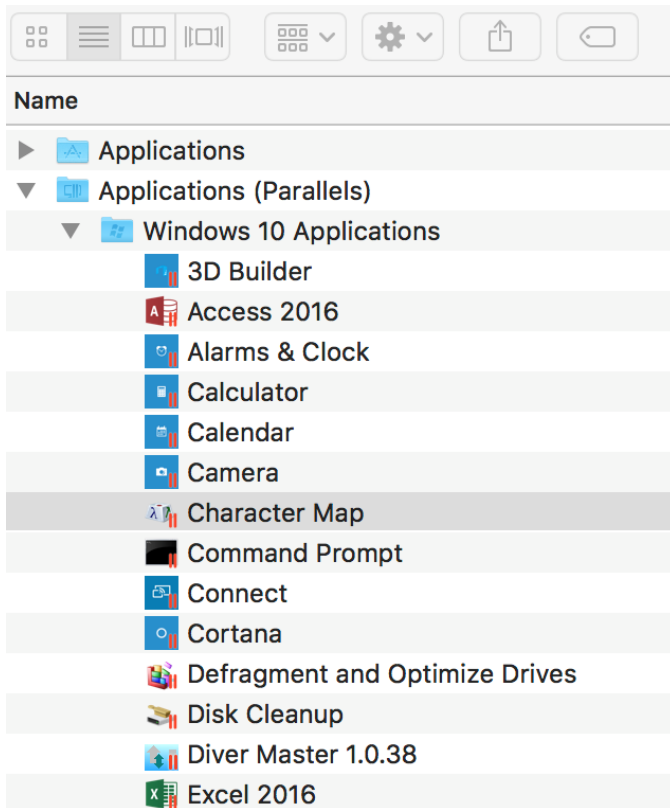 Name
Applications
Applications (Parallels)
Windows 10 Applications
3D Builder
Access 2016
Alarms & Clock
Calculator
Calendar
Camera
Character Map
Command Prompt
Connect
Cortana
Defragment and Optimize Drives
Disk Cleanup
Diver Master 1.0.38
Excel 2016